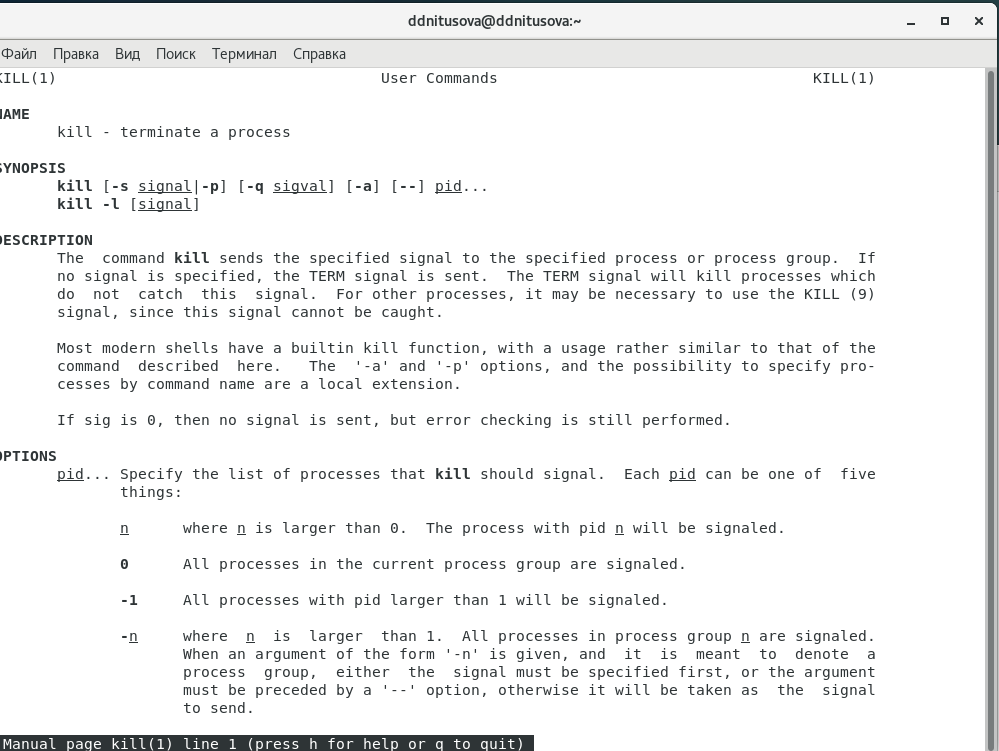 ddnitusova@ddnitusova:~
Файл Правка Вид Поиск Терминал Справка
KILL(1) User Commands KILL(1)
NAME
kill - terminate a process
SYNOPSIS
kill [-s signal|-p] [-q sigval] [-a] [--] pid...
kill -l [signal]
DESCRIPTION
The command kill sends the specified signal to the specified process or process group. If
no signal is specified, the TERM signal is sent. The TERM signal will kill processes which
do not catch this signal. For other processes, it may be necessary to use the KILL (9)
signal, since this signal cannot be caught.
Most modern shells have a builtin kill function, with a usage rather similar to that of the
command described here. The '-a' and '-p' options, and the possibility to specify pro-
cesses by command name are a local extension.
If sig is 0, then no signal is sent, but error checking is still performed.
OPTIONS
pid... Specify the list of processes that kill should signal. Each pid can be one of five
things:
n where n is larger than 0. The process with pid n will be signaled.
0 All processes in the current process group are signaled.
-1 All processes with pid larger than 1 will be signaled.
-n where n is larger than 1. All processes in process group n are signaled.
When an argument of the form '-n' is given, and it is meant to denote a
process group, either the signal must be specified first, or the argument
must be preceded by a '--' option, otherwise it will be taken as the signal
to send.
Manual page kill(1) line 1 (press h for help or q to quit)